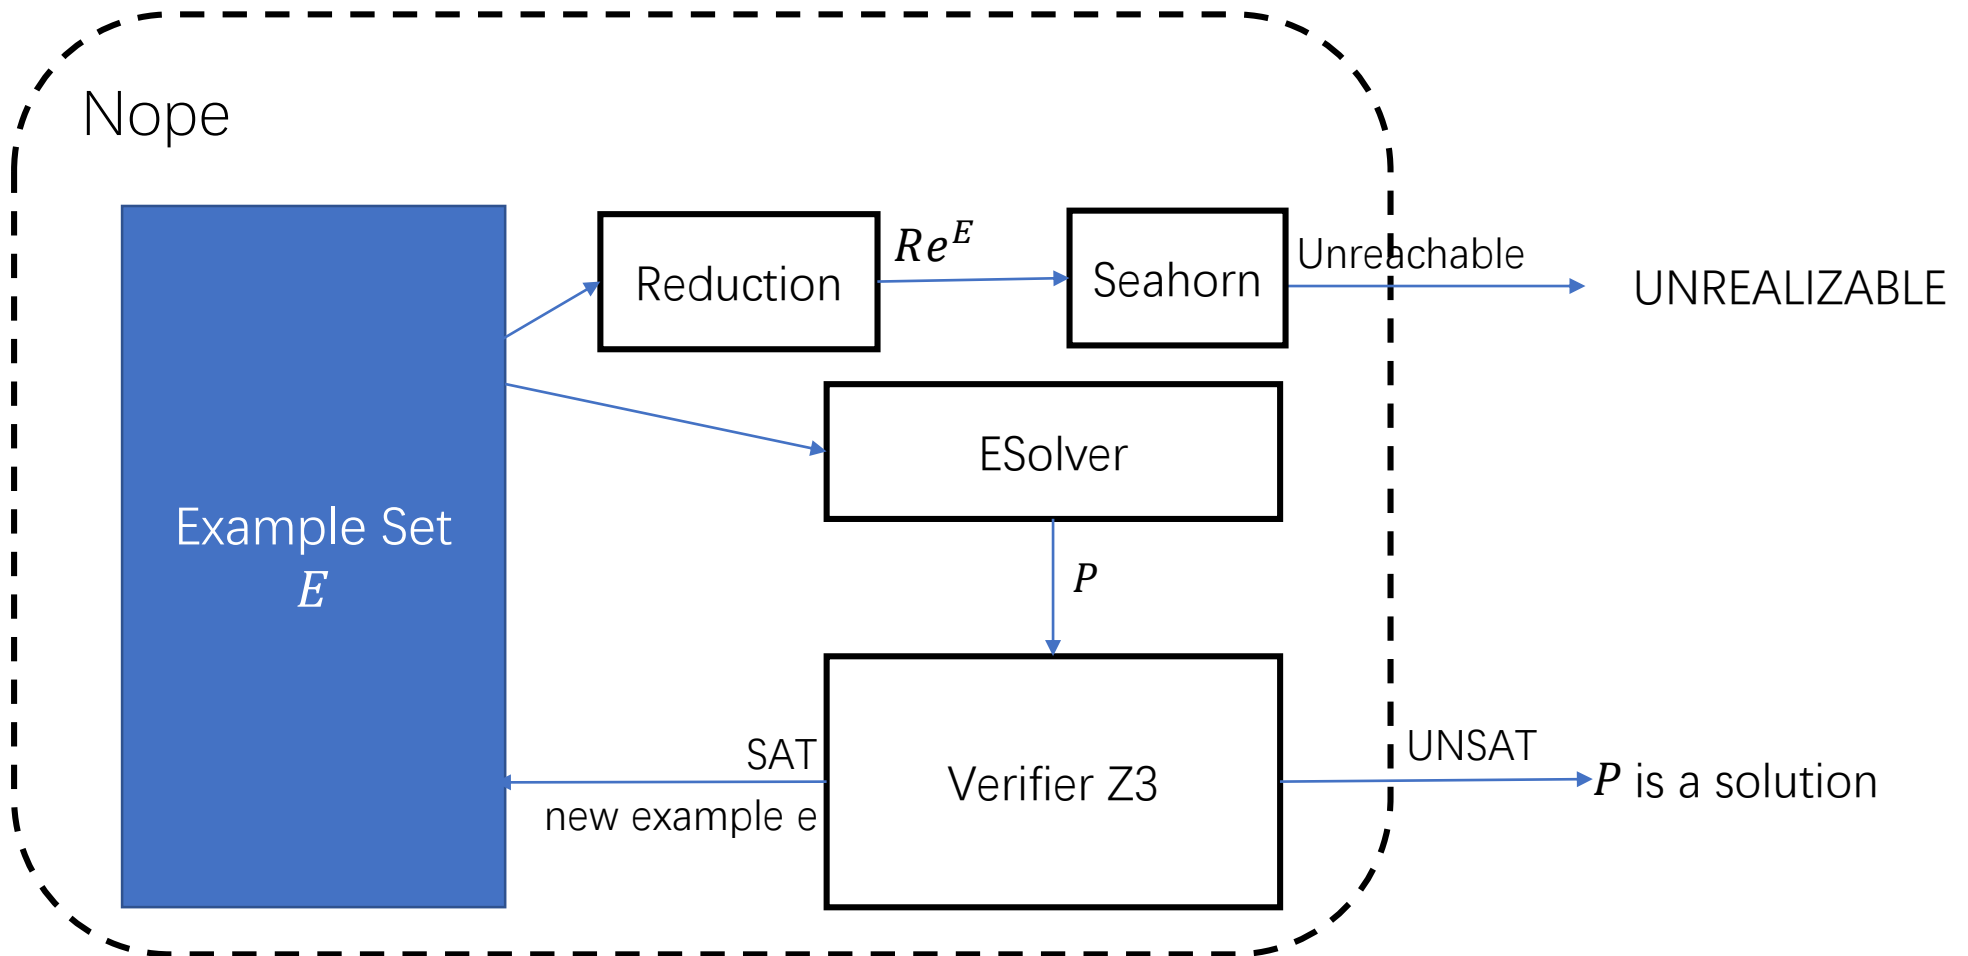 Nope
Reduction
Re^E
Seahorn
Unreachable
UNREALIZABLE
ESolver
Example Set
E
P
SAT
new example e
Verifier Z3
UNSAT
P is a solution